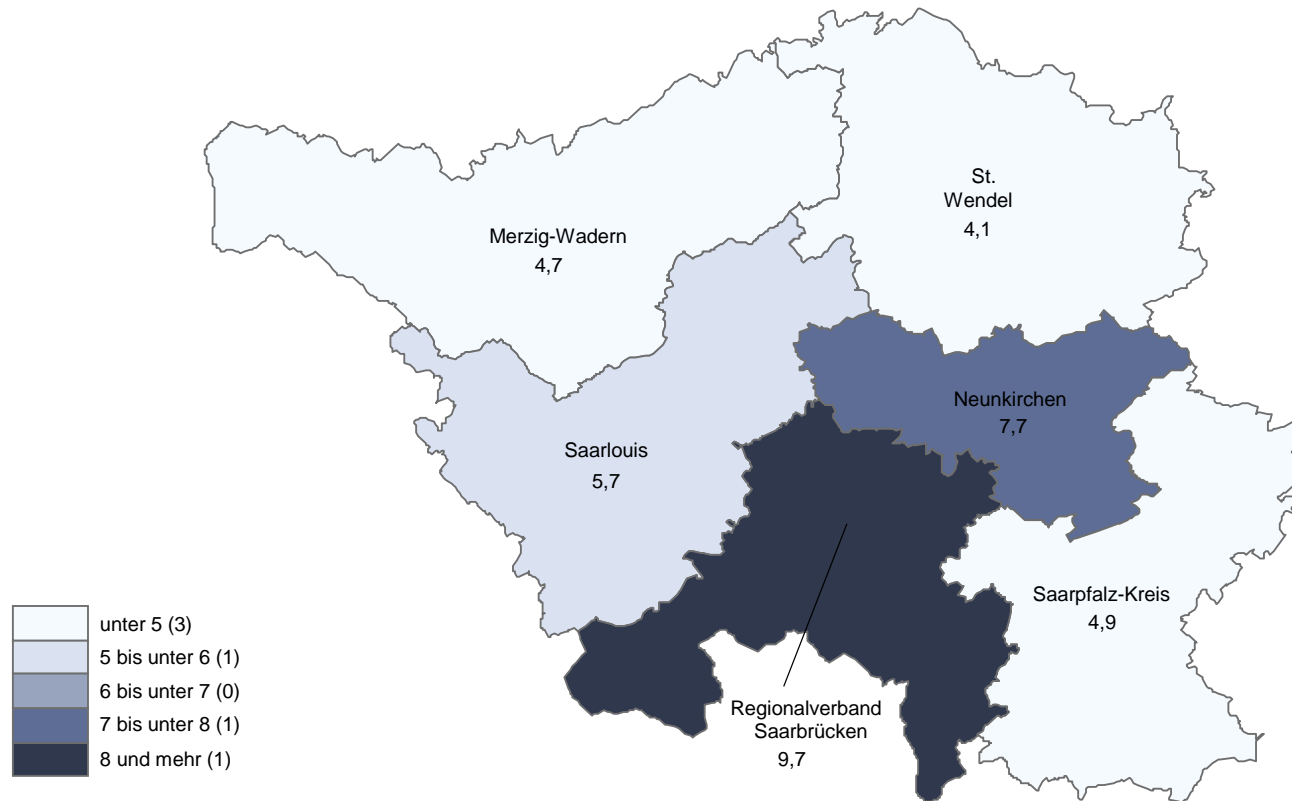 St.
Wendel
4,1
Merzig-Wadern
4,7
Neunkirchen
7,7
Saarlouis
5,7
Saarpfalz-Kreis
4,9
Regionalverband
Saarbrücken
9,7
unter 5 (3)
5 bis unter 6 (1)
6 bis unter 7 (0)
7 bis unter 8 (1)
8 und mehr (1)